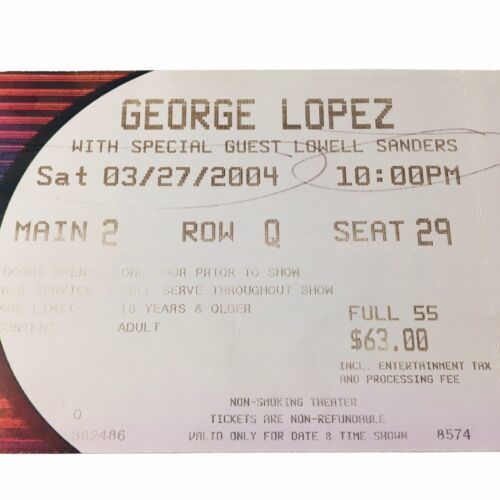 GEORGE LOPEZ
WITH SPECIAL GUEST LOWELL SANDERS
Sat 03/27/2004 10:00PM
MAIN 2 ROW Q SEAT 29
DOORS OPEN: ONE HOUR PRIOR TO SHOW
BAR SERVICE: SELF SERVE THROUGHOUT SHOW
AGE LIMIT: 18 YEARS & OLDER
CONTENT: ADULT
FULL 55
$63.00
INCL. ENTERTAINMENT TAX
AND PROCESSING FEE
NON-SMOKING THEATER
0 TICKETS ARE NON-REFUNDABLE
382486 VALID ONLY FOR DATE & TIME SHOWN 8574